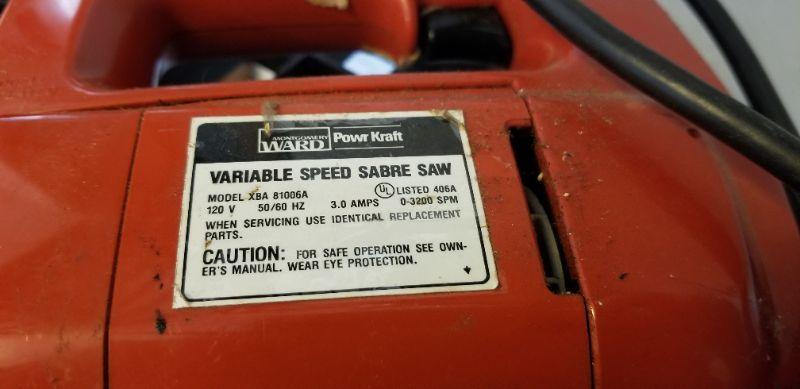 MONTGOMERY
WARD Powr Kraft
VARIABLE SPEED SABRE SAW
MODEL XBA 81006A UL LISTED 406A
120 V 50/60 HZ 3.0 AMPS 0-3200 SPM
WHEN SERVICING USE IDENTICAL REPLACEMENT
PARTS.
CAUTION: FOR SAFE OPERATION SEE OWN-
ER'S MANUAL. WEAR EYE PROTECTION.